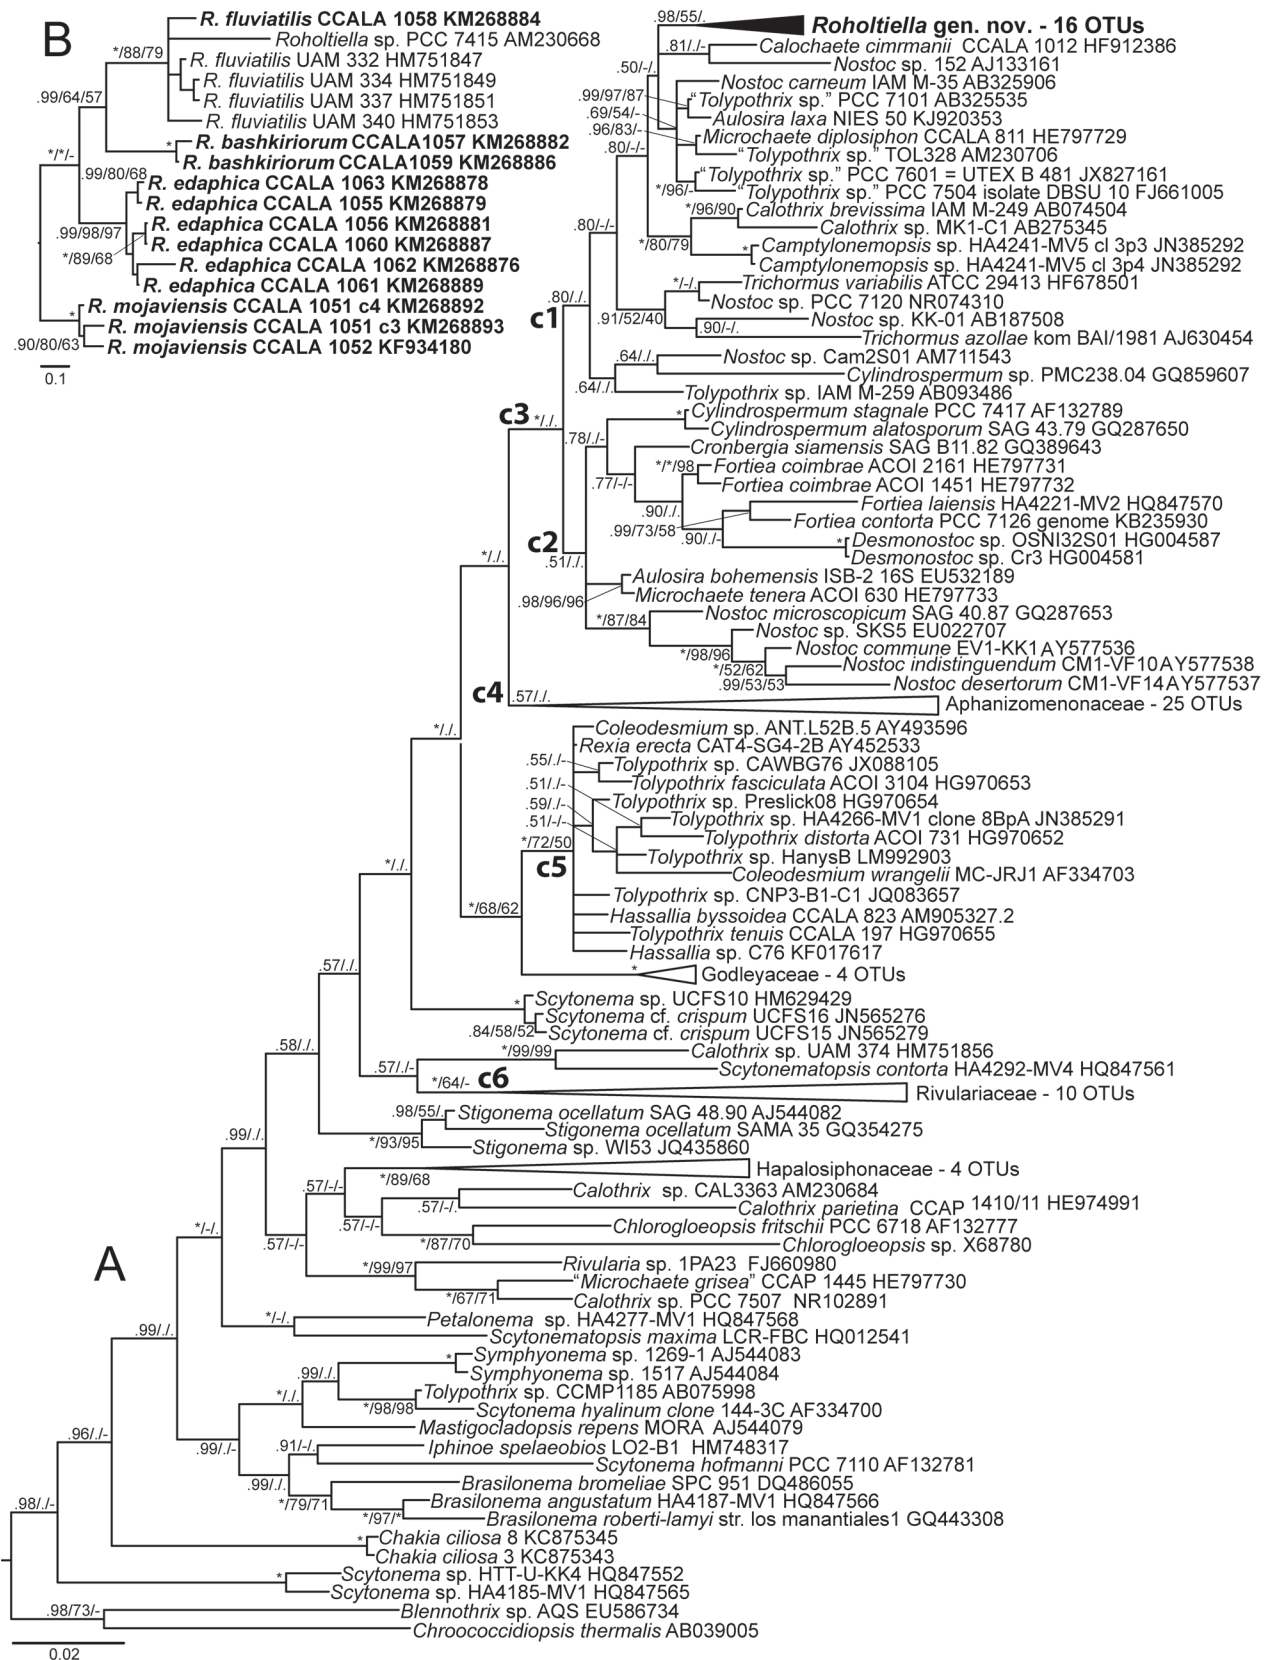 B
R. fluviatilis CCALA 1058 KM268884
*/88/79
Roholtiella sp. PCC 7415 AM230668
R. fluviatilis UAM 332 HM751847
R. fluviatilis UAM 334 HM751849
.99/64/57
R. fluviatilis UAM 337 HM751851
R. fluviatilis UAM 340 HM751853
R. bashkiriorum CCALA1057 KM268882
*
*/*/-
R. bashkiriorum CCALA1059 KM268886
.99/80/68
R. edaphica CCALA 1063 KM268878
R. edaphica CCALA 1055 KM268879
R. edaphica CCALA 1056 KM268881
.99/98/97
R. edaphica CCALA 1060 KM268887
*/89/68
R. edaphica CCALA 1062 KM268876
R. edaphica CCALA 1061 KM268889
R. mojaviensis CCALA 1051 c4 KM268892
*
R. mojaviensis CCALA 1051 c3 KM268893
.90/80/63
R. mojaviensis CCALA 1052 KF934180
0.1
.98/55/.
Roholtiella gen. nov. - 16 OTUs
.81/./-
Calochaete cimrmanii CCALA 1012 HF912386
Nostoc sp. 152 AJ133161
.50/-/.
Nostoc carneum IAM M-35 AB325906
.99/97/87
“Tolypothrix sp.” PCC 7101 AB325535
.69/54/-
Aulosira laxa NIES 50 KJ920353
.96/83/-
Microchaete diplosiphon CCALA 811 HE797729
.80/-/-
“Tolypothrix sp.” TOL328 AM230706
“Tolypothrix sp.” PCC 7601 = UTEX B 481 JX827161
*/96/-
“Tolypothrix sp.” PCC 7504 isolate DBSU 10 FJ661005
*/96/90
Calothrix brevissima IAM M-249 AB074504
.80/-/-
Calothrix sp. MK1-C1 AB275345
*/80/79
*
Camptylonemopsis sp. HA4241-MV5 cl 3p3 JN385292
Camptylonemopsis sp. HA4241-MV5 cl 3p4 JN385292
*/-/.
Trichormus variabilis ATCC 29413 HF678501
.80/./.
Nostoc sp. PCC 7120 NR074310
c1
.91/52/40
Nostoc sp. KK-01 AB187508
.90/-/.
Trichormus azollae kom BAI/1981 AJ630454
.64/./.
Nostoc sp. Cam2S01 AM711543
Cylindrospermum sp. PMC238.04 GQ859607
.64/./.
Tolypothrix sp. IAM M-259 AB093486
c3
*/./.
*
Cylindrospermum stagnale PCC 7417 AF132789
Cylindrospermum alatosporum SAG 43.79 GQ287650
.78/./-
Cronbergia siamensis SAG B11.82 GQ389643
*/*/98
Fortiea coimbrae ACOI 2161 HE797731
.77/-/-
Fortiea coimbrae ACOI 1451 HE797732
.90/./.
Fortiea laiensis HA4221-MV2 HQ847570
.99/73/58
Fortiea contorta PCC 7126 genome KB235930
c2
.90/./-
*
Desmonostoc sp. OSNI32S01 HG004587
.51/./.
Desmonostoc sp. Cr3 HG004581
*/./.
Aulosira bohemensis ISB-2 16S EU532189
.98/96/96
Microchaete tenera ACOI 630 HE797733
*/87/84
Nostoc microscopicum SAG 40.87 GQ287653
Nostoc sp. SKS5 EU022707
*/98/96
Nostoc commune EV1-KK1AY577536
*/52/62
Nostoc indistinguendum CM1-VF10AY577538
.99/53/53
Nostoc desertorum CM1-VF14AY577537
c4
.57/./.
Aphanizomenonaceae - 25 OTUs
Coleodesmium sp. ANT.L52B.5 AY493596
*/./.
Rexia erecta CAT4-SG4-2B AY452533
.55/./-
Tolypothrix sp. CAWBG76 JX088105
.51/./-
Tolypothrix fasciculata ACOI 3104 HG970653
.59/./-
Tolypothrix sp. Preslick08 HG970654
.51/-/-
Tolypothrix sp. HA4266-MV1 clone 8BpA JN385291
*/72/50
Tolypothrix distorta ACOI 731 HG970652
c5
Tolypothrix sp. HanysB LM992903
*/./.
Coleodesmium wrangelii MC-JRJ1 AF334703
Tolypothrix sp. CNP3-B1-C1 JQ083657
*/68/62
Hassallia byssoidea CCALA 823 AM905327.2
Tolypothrix tenuis CCALA 197 HG970655
Hassallia sp. C76 KF017617
.57/./.
*
Godleyaceae - 4 OTUs
*
Scytonema sp. UCFS10 HM629429
Scytonema cf. crispum UCFS16 JN565276
.84/58/52
Scytonema cf. crispum UCFS15 JN565279
.58/./.
*/99/99
Calothrix sp. UAM 374 HM751856
.57/./-
Scytonematopsis contorta HA4292-MV4 HQ847561
*/64/-
c6
Rivulariaceae - 10 OTUs
.98/55/.
Stigonema ocellatum SAG 48.90 AJ544082
.99/./.
Stigonema ocellatum SAMA 35 GQ354275
*/93/95
Stigonema sp. WI53 JQ435860
*/89/68
Hapalosiphonaceae - 4 OTUs
.57/-/-
Calothrix sp. CAL3363 AM230684
.57/-/.
Calothrix parietina CCAP 1410/11 HE974991
.57/-/-
Chlorogloeopsis fritschii PCC 6718 AF132777
*/-/.
.57/-/-
*/87/70
Chlorogloeopsis sp. X68780
A
*/99/97
Rivularia sp. 1PA23 FJ660980
“Microchaete grisea” CCAP 1445 HE797730
*/67/71
Calothrix sp. PCC 7507 NR102891
*/-/.
Petalonema sp. HA4277-MV1 HQ847568
.99/./.
Scytonematopsis maxima LCR-FBC HQ012541
*
Symphyonema sp. 1269-1 AJ544083
.99/./.
Symphyonema sp. 1517 AJ544084
*/./.
Tolypothrix sp. CCMP1185 AB075998
*/98/98
Scytonema hyalinum clone 144-3C AF334700
Mastigocladopsis repens MORA AJ544079
.96/./-
.99/./-
.91/-/.
Iphinoe spelaeobios LO2-B1 HM748317
Scytonema hofmanni PCC 7110 AF132781
.99/./.
Brasilonema bromeliae SPC 951 DQ486055
*/79/71
Brasilonema angustatum HA4187-MV1 HQ847566
.98/./-
*/97/*
Brasilonema roberti-lamyi str. los manantiales1 GQ443308
*
Chakia ciliosa 8 KC875345
Chakia ciliosa 3 KC875343
*
Scytonema sp. HTT-U-KK4 HQ847552
Scytonema sp. HA4185-MV1 HQ847565
.98/73/-
Blennothrix sp. AQS EU586734
Chroococcidiopsis thermalis AB039005
0.02